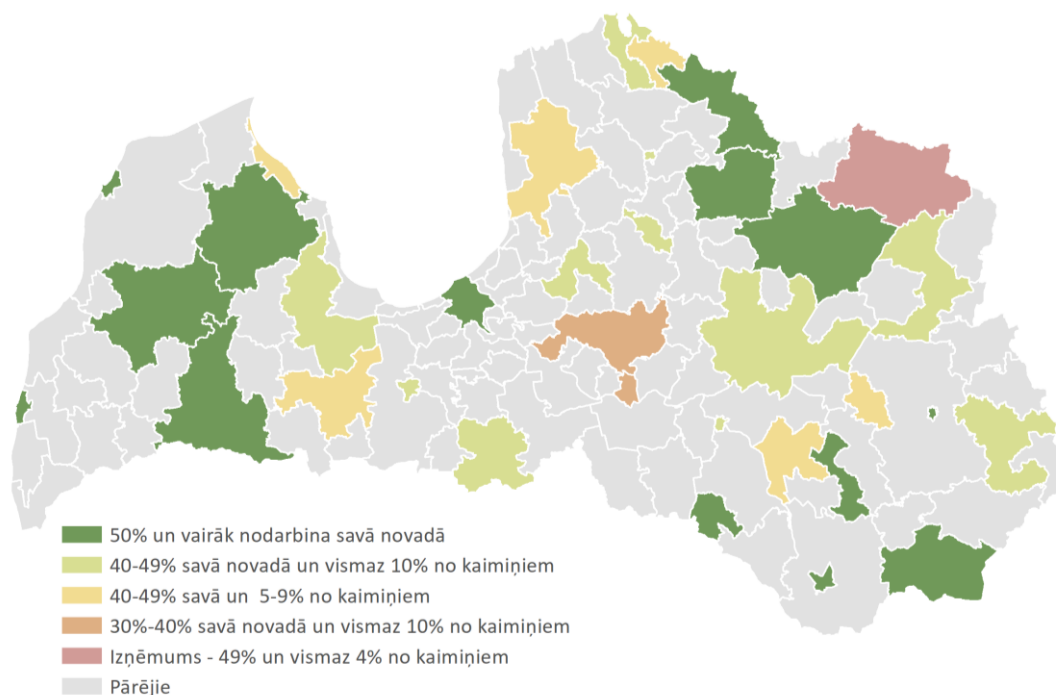 50% un vairāk nodarbina savā novadā
40-49% savā novadā un vismaz 10% no kaimiņiem
40-49% savā un 5-9% no kaimiņiem
30%-40% savā novadā un vismaz 10% no kaimiņiem
Izņēmums - 49% un vismaz 4% no kaimiņiem
Pārējie